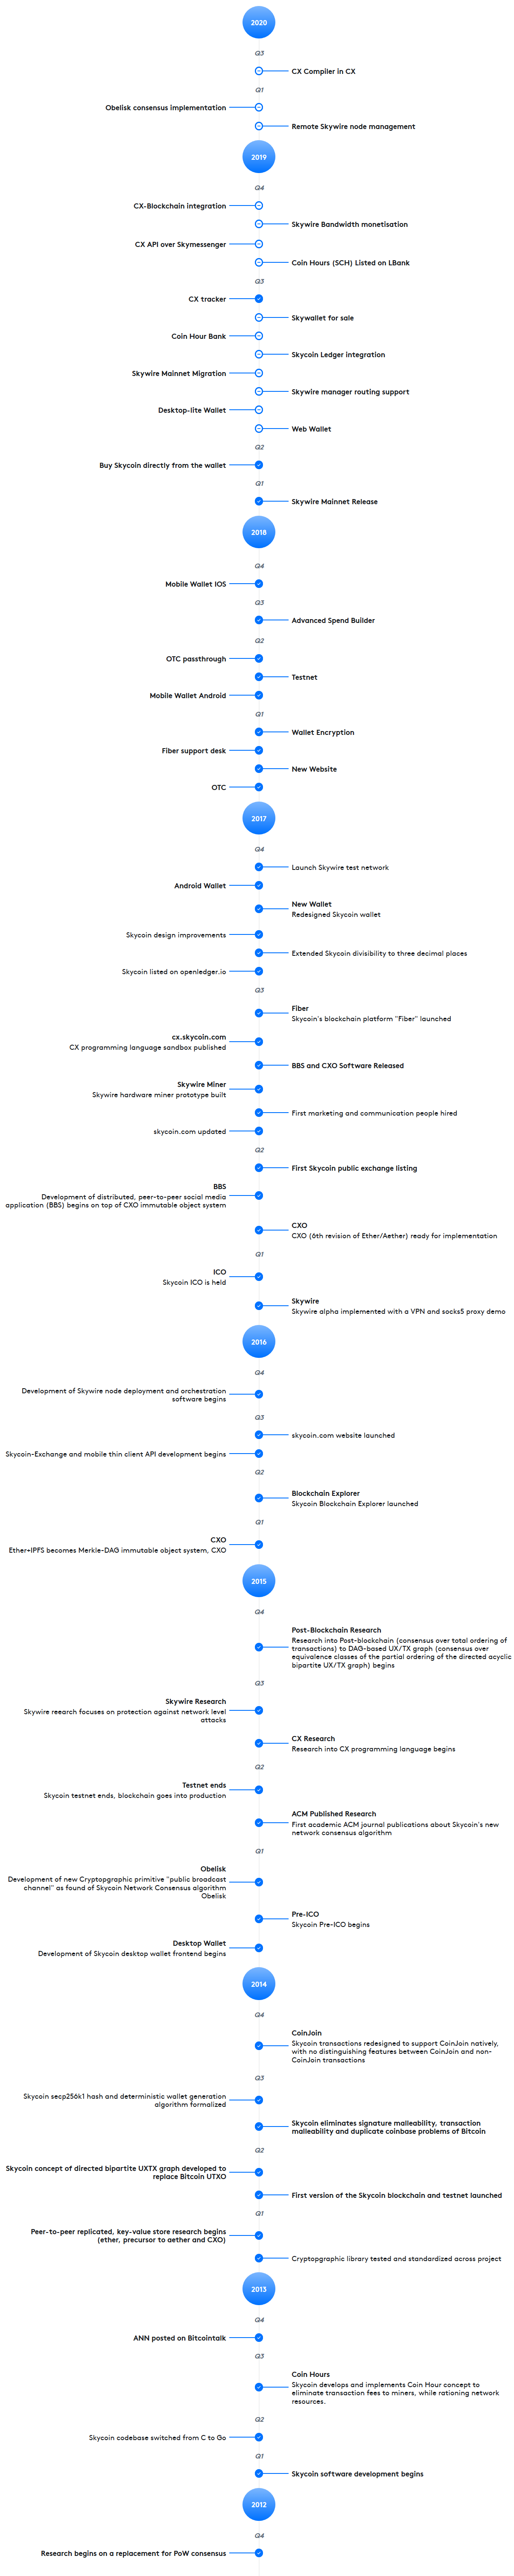 2020
Q3
CX Compiler in CX
Q1
Obelisk consensus implementation
Remote Skywire node management
2019
Q4
CX-Blockchain integration
Skywire Bandwidth monetisation
CX API over Skymessenger
Coin Hours (SCH) Listed on LBank
Q3
CX tracker
Skywallet for sale
Coin Hour Bank
Skycoin Ledger integration
Skywire Mainnet Migration
Skywire manager routing support
Desktop-lite Wallet
Web Wallet
Q2
Buy Skycoin directly from the wallet
Q1
Skywire Mainnet Release
2018
Q4
Mobile Wallet IOS
Q3
Advanced Spend Builder
Q2
OTC passthrough
Testnet
Mobile Wallet Android
Q1
Wallet Encryption
Fiber support desk
New Website
OTC
2017
Q4
Launch Skywire test network
Android Wallet
New Wallet
Redesigned Skycoin wallet
Skycoin design improvements
Extended Skycoin divisibility to three decimal places
Skycoin listed on openledger.io
Q3
Fiber
Skycoin's blockchain platform "Fiber" launched
cx.skycoin.com
CX programming language sandbox published
BBS and CXO Software Released
Skywire Miner
Skywire hardware miner prototype built
First marketing and communication people hired
skycoin.com updated
Q2
First Skycoin public exchange listing
BBS
Development of distributed, peer-to-peer social media
application (BBS) begins on top of CXO immutable object system
CXO
CXO (6th revision of Ether/Aether) ready for implementation
Q1
ICO
Skycoin ICO is held
Skywire
Skywire alpha implemented with a VPN and socks5 proxy demo
2016
Q4
Development of Skywire node deployment and orchestration
software begins
Q3
skycoin.com website launched
Skycoin-Exchange and mobile thin client API development begins
Q2
Blockchain Explorer
Skycoin Blockchain Explorer launched
Q1
CXO
Ether+IPFS becomes Merkle-DAG immutable object system, CXO
2015
Q4
Post-Blockchain Research
Research into Post-blockchain (consensus over total ordering of
transactions) to DAG-based UX/TX graph (consensus over
equivalence classes of the partial ordering of the directed acyclic
bipartite UX/TX graph) begins
Q3
Skywire Research
Skywire reearch focuses on protection against network level
attacks
CX Research
Research into CX programming language begins
Q2
Testnet ends
Skycoin testnet ends, blockchain goes into production
ACM Published Research
First academic ACM journal publications about Skycoin's new
network consensus algorithm
Q1
Obelisk
Development of new Cryptopgraphic primitive "public broadcast
channel" as found of Skycoin Network Consensus algorithm
Obelisk
Pre-ICO
Skycoin Pre-ICO begins
Desktop Wallet
Development of Skycoin desktop wallet frontend begins
2014
Q4
CoinJoin
Skycoin transactions redesigned to support CoinJoin natively,
with no distinguishing features between CoinJoin and non-
CoinJoin transactions
Q3
Skycoin secp256k1 hash and deterministic wallet generation
algorithm formalized
Skycoin eliminates signature malleability, transaction
malleability and duplicate coinbase problems of Bitcoin
Q2
Skycoin concept of directed bipartite UXTX graph developed to
replace Bitcoin UTXO
First version of the Skycoin blockchain and testnet launched
Q1
Peer-to-peer replicated, key-value store research begins
(ether, precursor to aether and CXO)
Cryptopgraphic library tested and standardized across project
2013
Q4
ANN posted on Bitcointalk
Q3
Coin Hours
Skycoin develops and implements Coin Hour concept to
eliminate transaction fees to miners, while rationing network
resources.
Q2
Skycoin codebase switched from C to Go
Q1
Skycoin software development begins
2012
Q4
Research begins on a replacement for PoW consensus